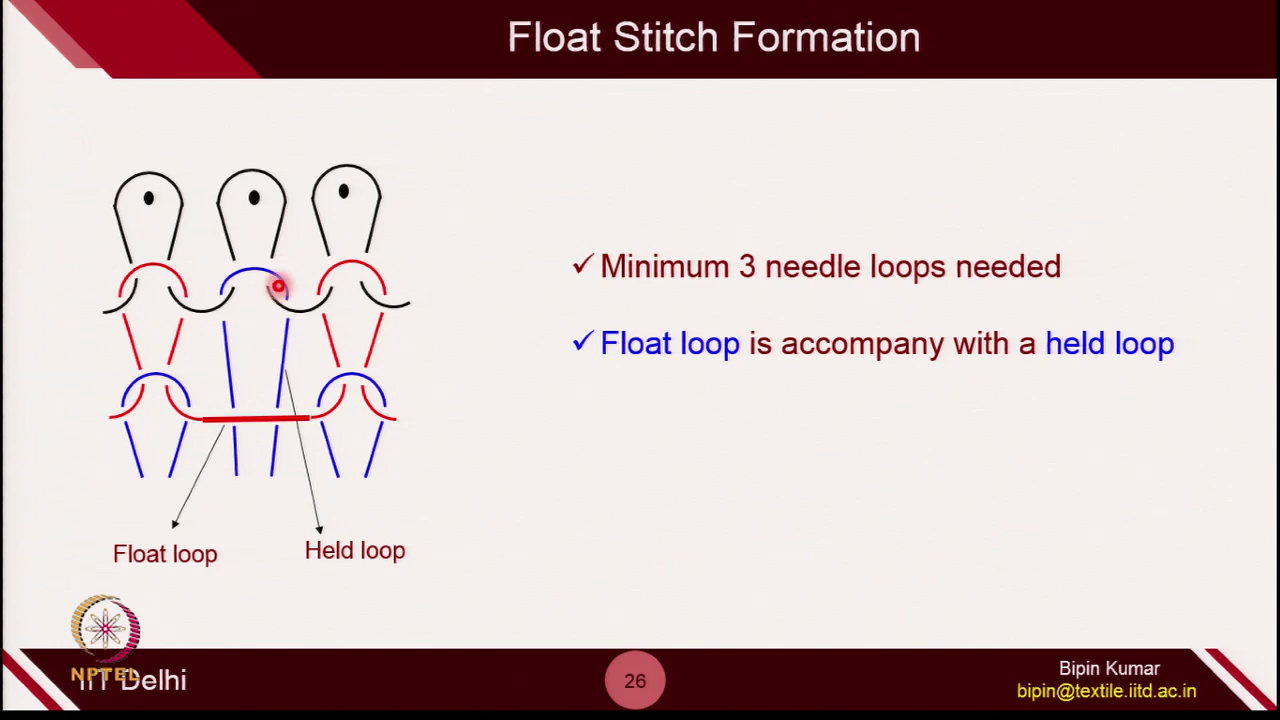 Float Stitch Formation
✓ Minimum 3 needle loops needed
✓ Float loop is accompany with a held loop
Float loop
Held loop
NPTEL
IIT Delhi
26
Bipin Kumar
bipin@textile.iitd.ac.in